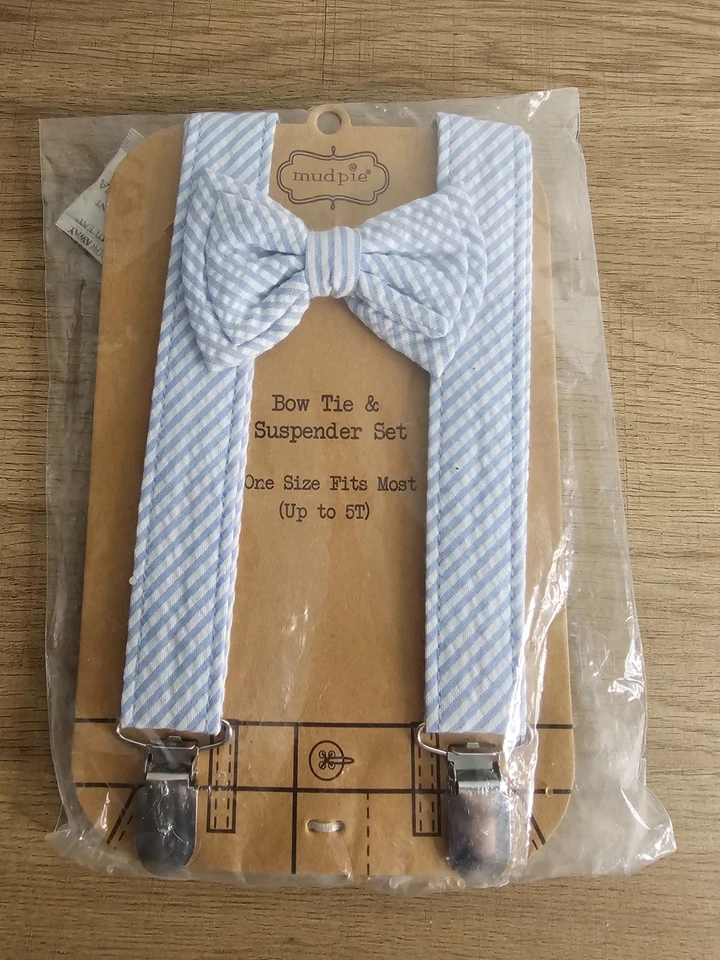 mudpie®
Bow Tie &
Suspender Set
One Size Fits Most
(Up to 5T)